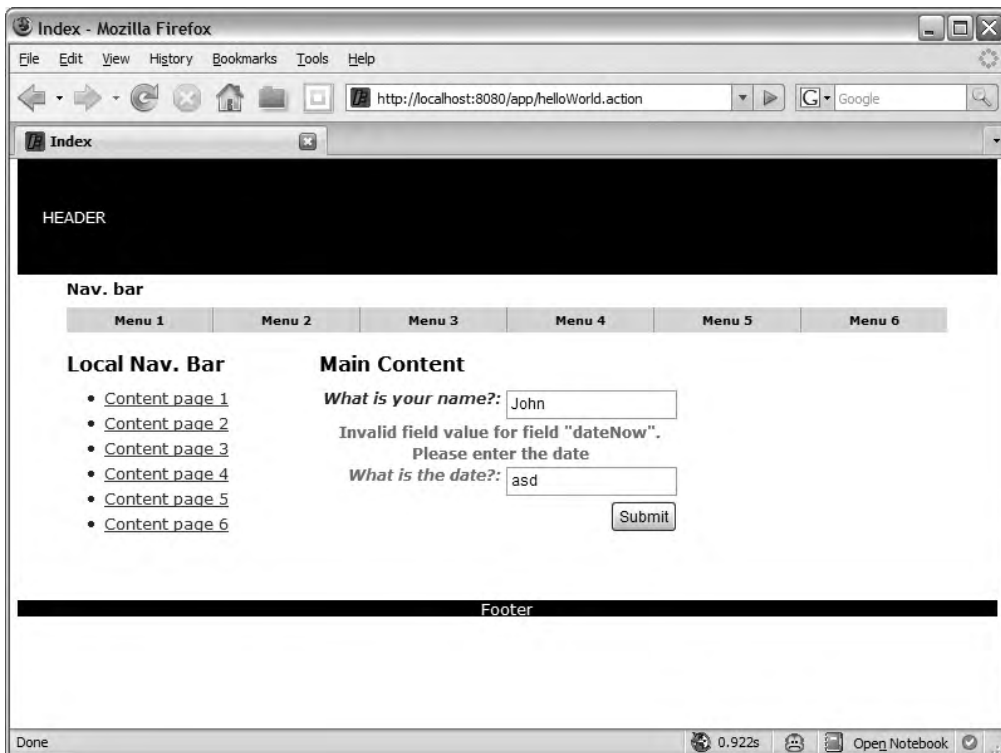 Index - Mozilla Firefox
File Edit View History Bookmarks Tools Help
http://localhost:8080/app/helloWorld.action
G Google
Index
HEADER
Nav. bar
Menu 1 Menu 2 Menu 3 Menu 4 Menu 5 Menu 6
Local Nav. Bar
Content page 1
Content page 2
Content page 3
Content page 4
Content page 5
Content page 6
Main Content
What is your name?: John
Invalid field value for field "dateNow".
Please enter the date
What is the date?: asd
Submit
Footer
Done 0.922s Open Notebook